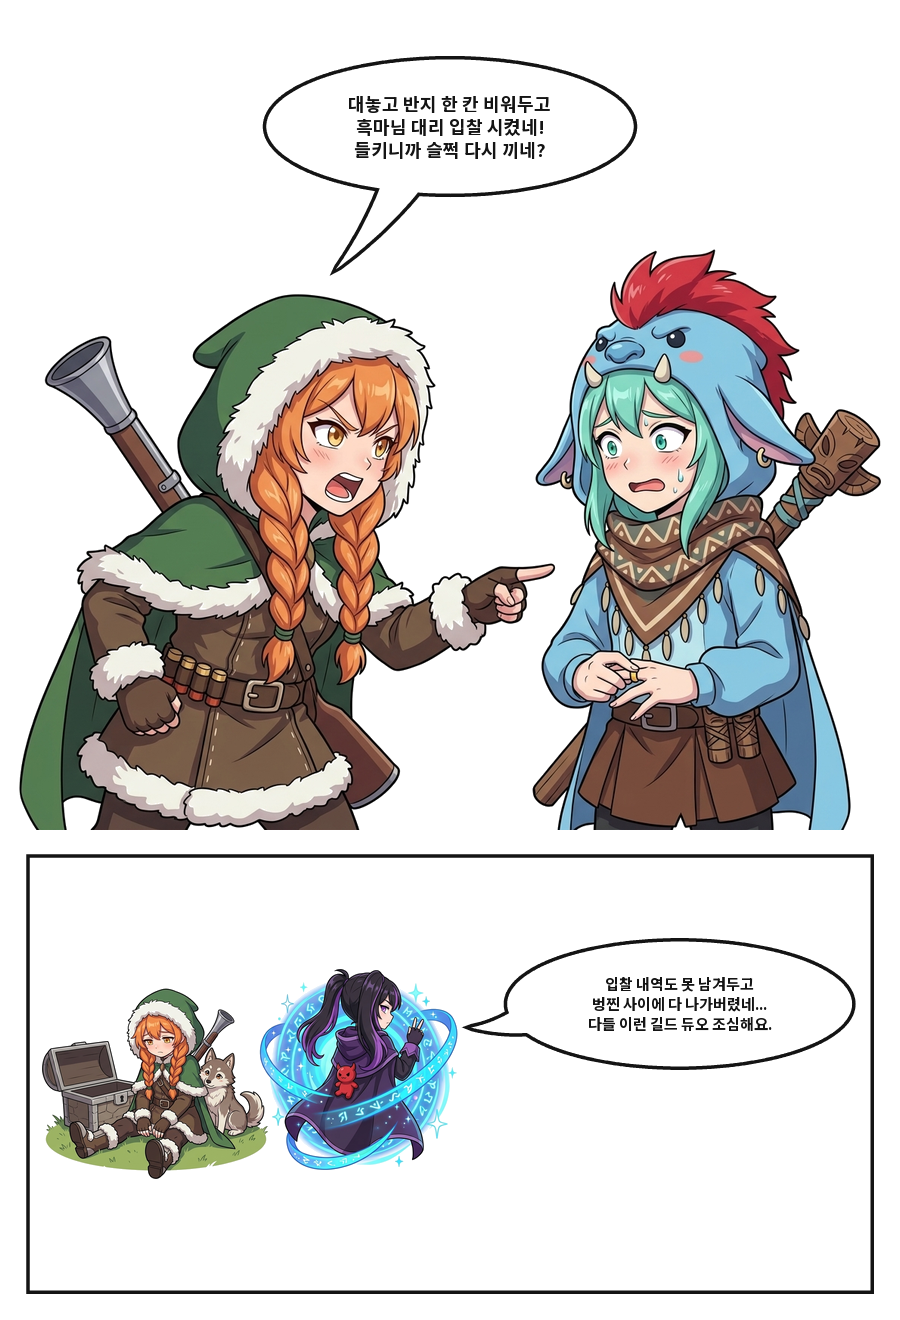 대놓고 반지 한 칸 비워두고
흑마님 대리 입찰 시켰네!
들키니까 슬쩍 다시 끼네?
입찰 내역도 못 남겨두고
벙찐 사이에 다 나가버렸네...
다들 이런 길드 듀오 조심해요.